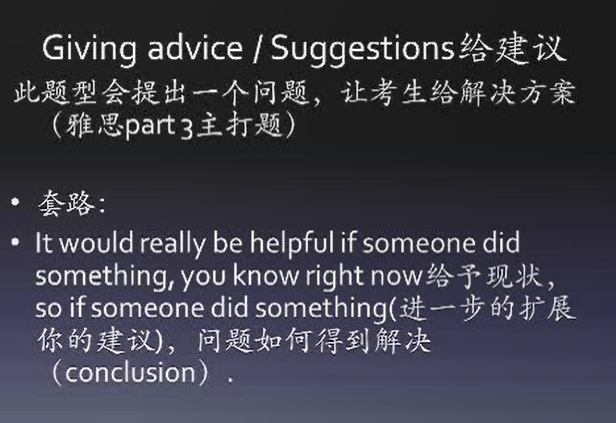 Giving advice / Suggestions给建议
此题型会提出一个问题，让考生给解决方案
（雅思part 3主打题）
• 套路：
• It would really be helpful if someone did
something, you know right now给予现状，
so if someone did something(进一步的扩展
你的建议)，问题如何得到解决
（conclusion）.